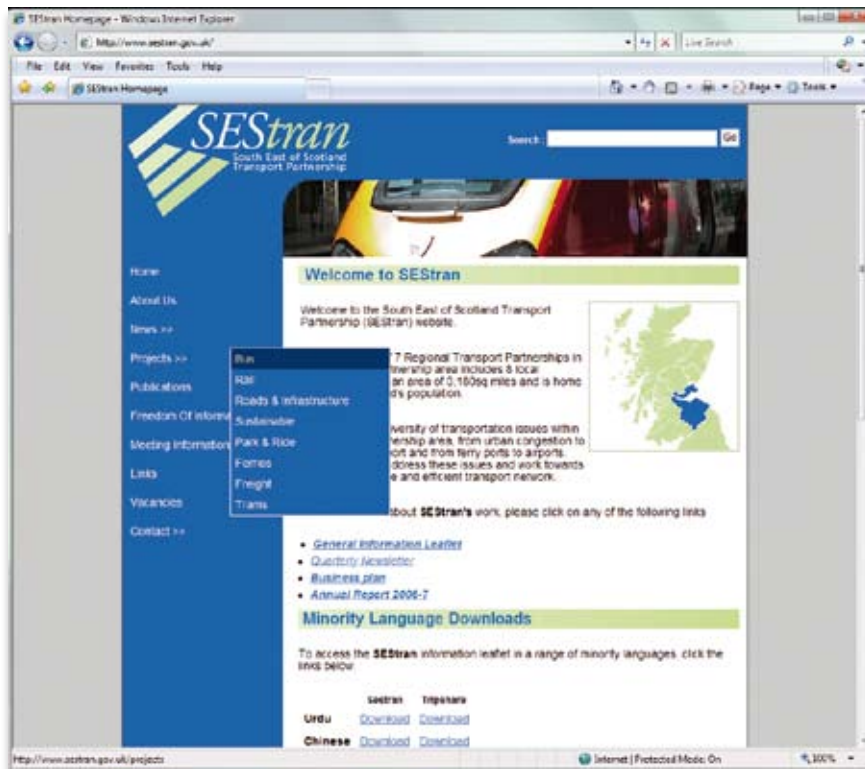 SEStran Homepage - Windows Internet Explorer
http://www.sestran.gov.uk/
Live Search
File Edit View Favorites Tools Help
SEStran Homepage
Page Tools
SEStran
South East of Scotland
Transport Partnership
Search:
Go
Home
About Us
News >>
Projects >>
Publications
Freedom Of Informa
Meeting Information
Links
Vacancies
Contact >>
Bus
Rail
Roads & Infrastructure
Sustainable
Park & Ride
Ferries
Freight
Trams
Welcome to SEStran
Welcome to the South East of Scotland Transport
Partnership (SEStran) website.
7 Regional Transport Partnerships in
nership area includes 8 local
an area of 3,180sq miles and is home
d's population.
versity of transportation issues within
nership area, from urban congestion to
ort and from ferry ports to airports.
ddress these issues and work towards
e and efficient transport network.
about SEStran's work, please click on any of the following links
• General Information Leaflet
• Quarterly Newsletter
• Business plan
• Annual Report 2006-7
Minority Language Downloads
To access the SEStran information leaflet in a range of minority languages, click the
links below
Sestran Tripshare
Urdu Download Download
Chinese Download Download
http://www.sestran.gov.uk/projects
Internet | Protected Mode: On
100%